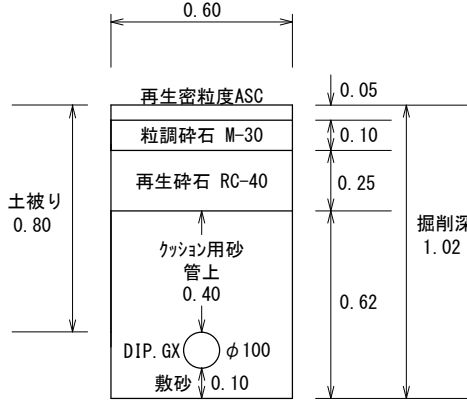 0.60
再生密粒度ASC
0.05
粒調砕石 M-30
0.10
再生砕石 RC-40
0.25
土被り
0.80
掘削深
1.02
クッション用砂
管上
0.40
0.62
DIP.GX φ100
敷砂 0.10